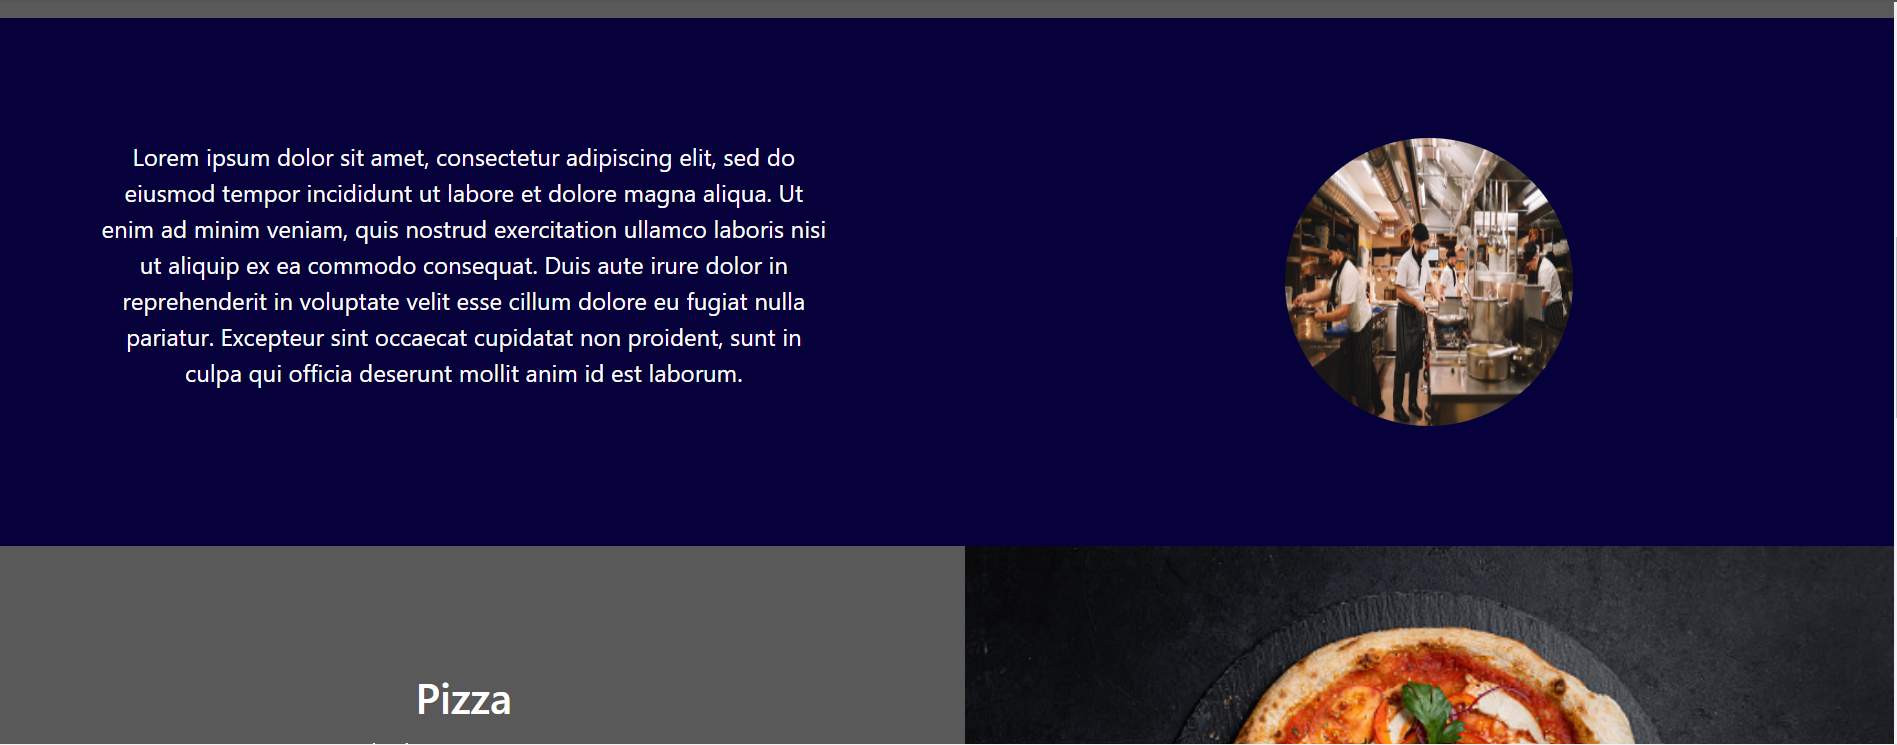 Lorem ipsum dolor sit amet, consectetur adipiscing elit, sed do
eiusmod tempor incididunt ut labore et dolore magna aliqua. Ut
enim ad minim veniam, quis nostrud exercitation ullamco laboris nisi
ut aliquip ex ea commodo consequat. Duis aute irure dolor in
reprehenderit in voluptate velit esse cillum dolore eu fugiat nulla
pariatur. Excepteur sint occaecat cupidatat non proident, sunt in
culpa qui officia deserunt mollit anim id est laborum.
Pizza